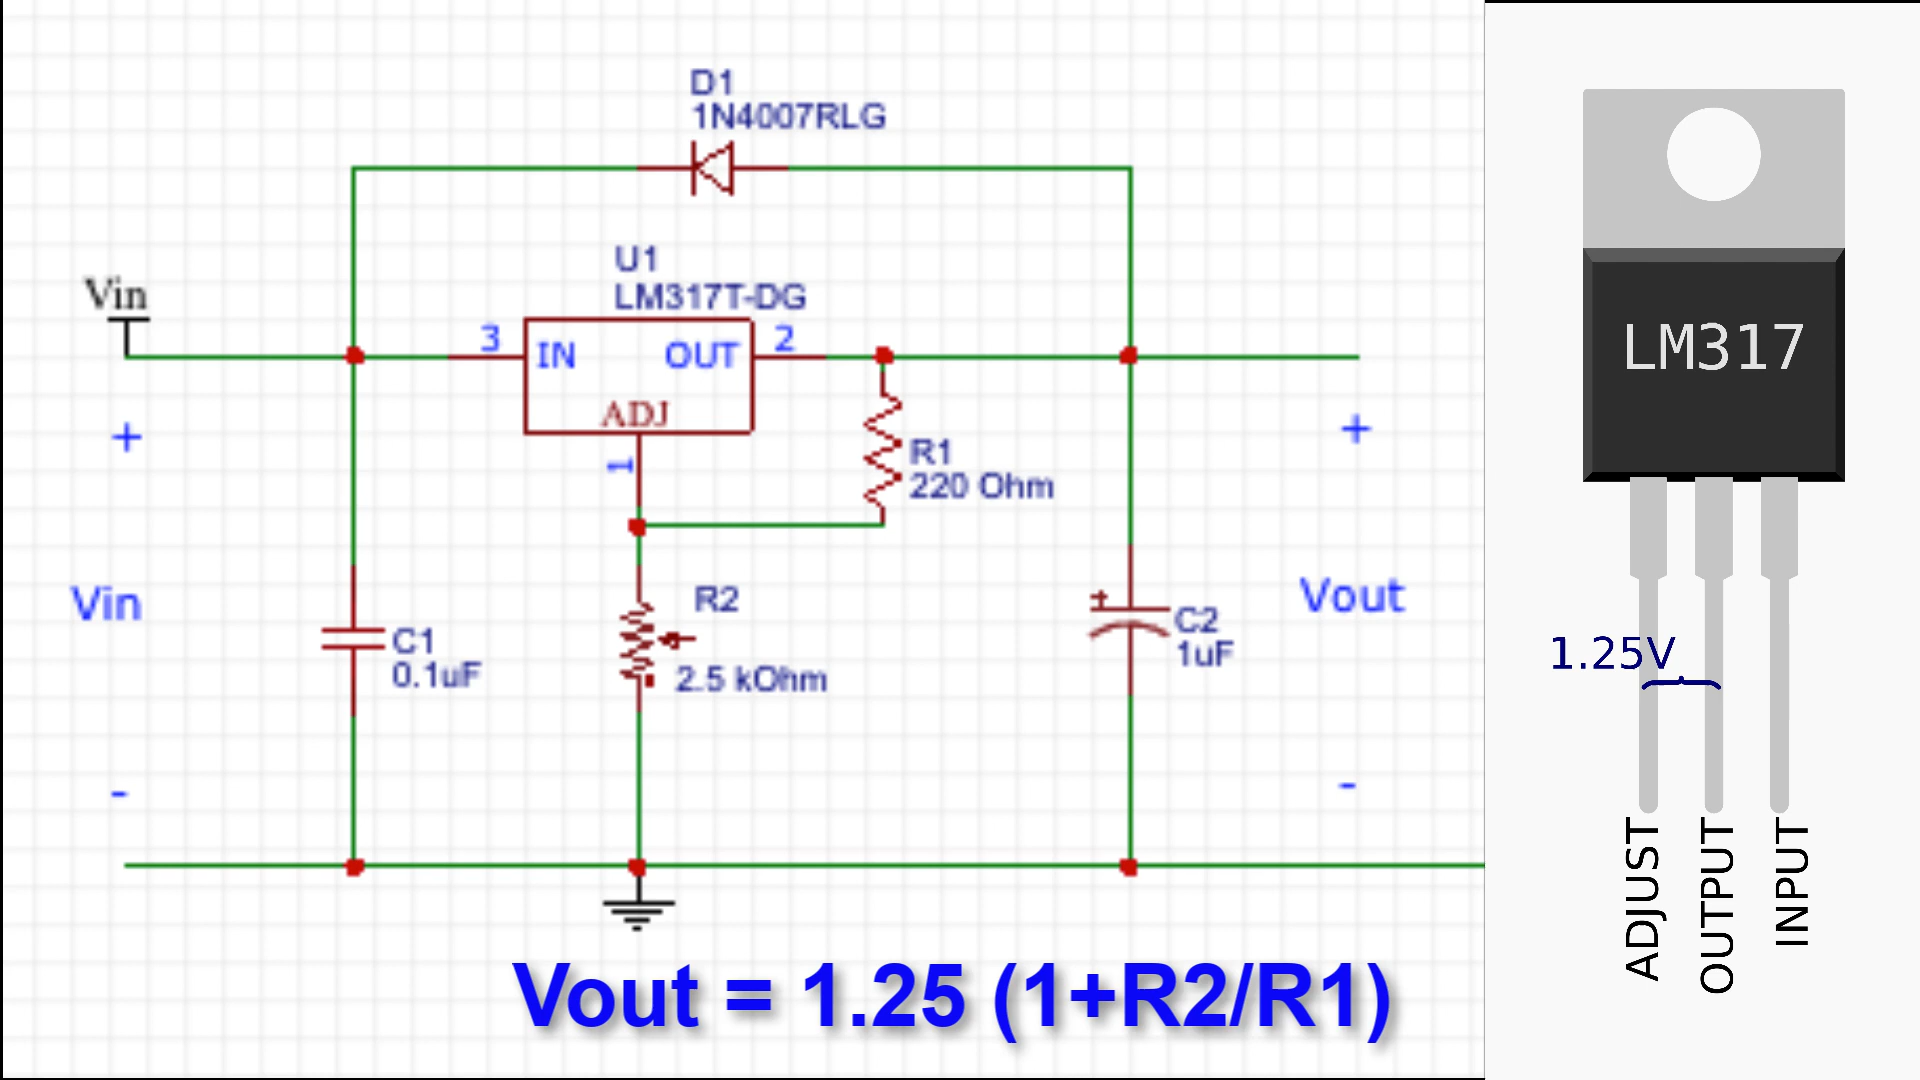 D1
1N4007RLG
U1
LM317T-DG
Vin
3
IN
OUT
2
ADJ
1
+
+
R1
220 Ohm
R2
2.5 kOhm
Vin
C1
0.1uF
+
C2
1uF
Vout
-
-
Vout = 1.25 (1+R2/R1)
LM317
1.25V
ADJUST
OUTPUT
INPUT